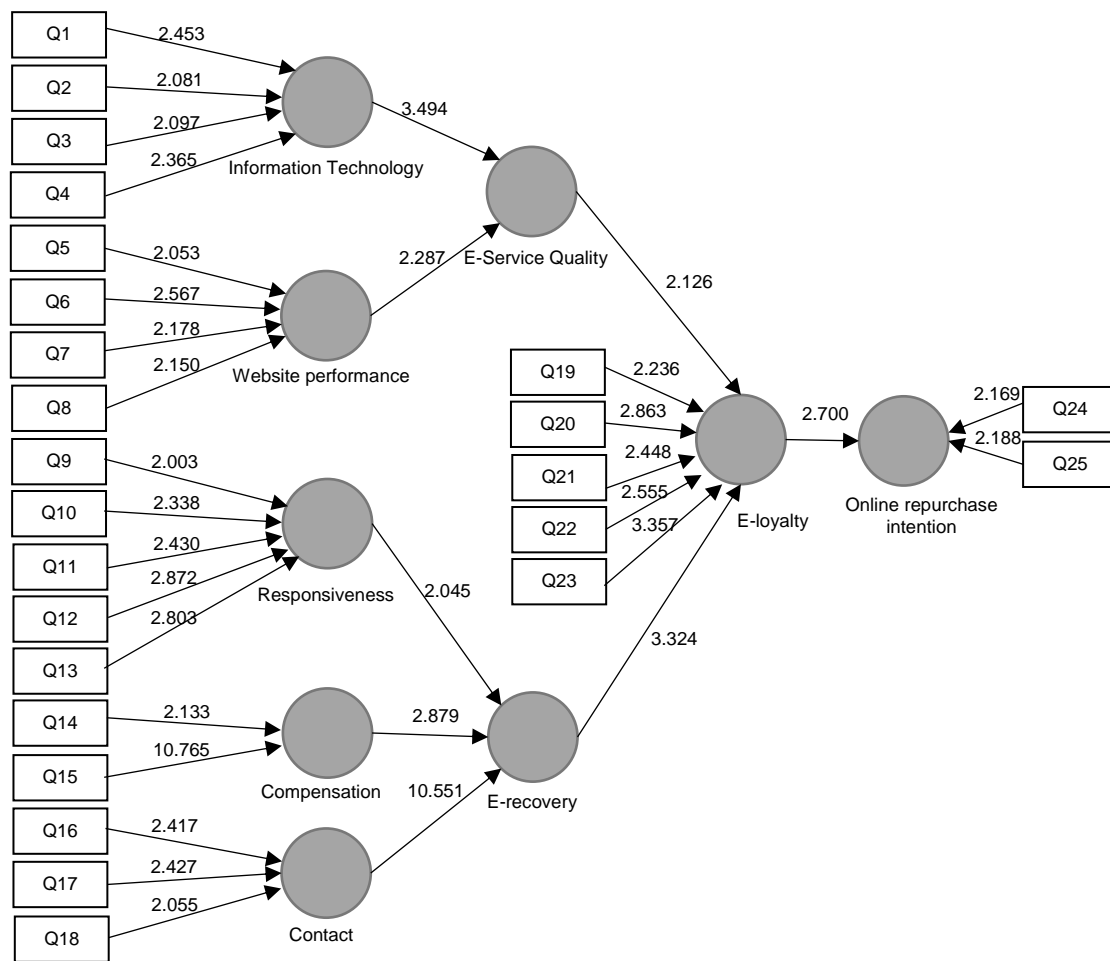 Q1
2.453
Q2
2.081
Q3
2.097
Q4
2.365
Information Technology
3.494
Q5
2.053
Q6
2.567
Q7
2.178
Q8
2.150
Website performance
2.287
E-Service Quality
2.126
Q9
2.003
Q10
2.338
Q11
2.430
Q12
2.872
Q13
2.803
Responsiveness
2.045
Q14
2.133
Q15
10.765
Compensation
2.879
Q16
2.417
Q17
2.427
Q18
2.055
Contact
10.551
E-recovery
3.324
Q19
2.236
Q20
2.863
Q21
2.448
Q22
2.555
Q23
3.357
E-loyalty
2.700
Online repurchase
intention
2.169
Q24
2.188
Q25